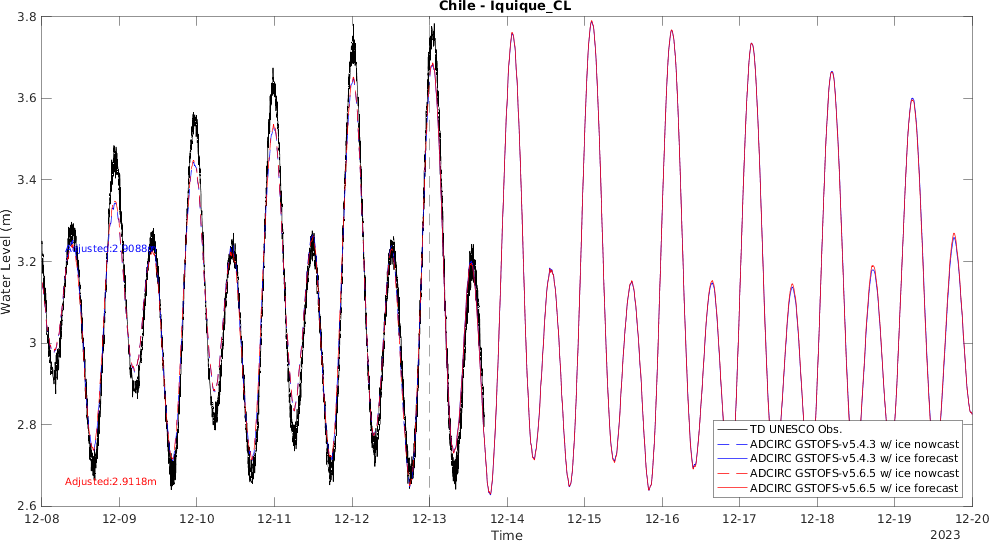 Chile - Iquique_CL
3.8
3.6
3.4
3.2
3
2.8
2.6
Water Level (m)
Adjusted:2.9088m
Adjusted:2.9118m
TD UNESCO Obs.
ADCIRC GSTOFS-v5.4.3 w/ ice nowcast
ADCIRC GSTOFS-v5.4.3 w/ ice forecast
ADCIRC GSTOFS-v5.6.5 w/ ice nowcast
ADCIRC GSTOFS-v5.6.5 w/ ice forecast
12-08 12-09 12-10 12-11 12-12 12-13 12-14 12-15 12-16 12-17 12-18 12-19 12-20
Time
2023